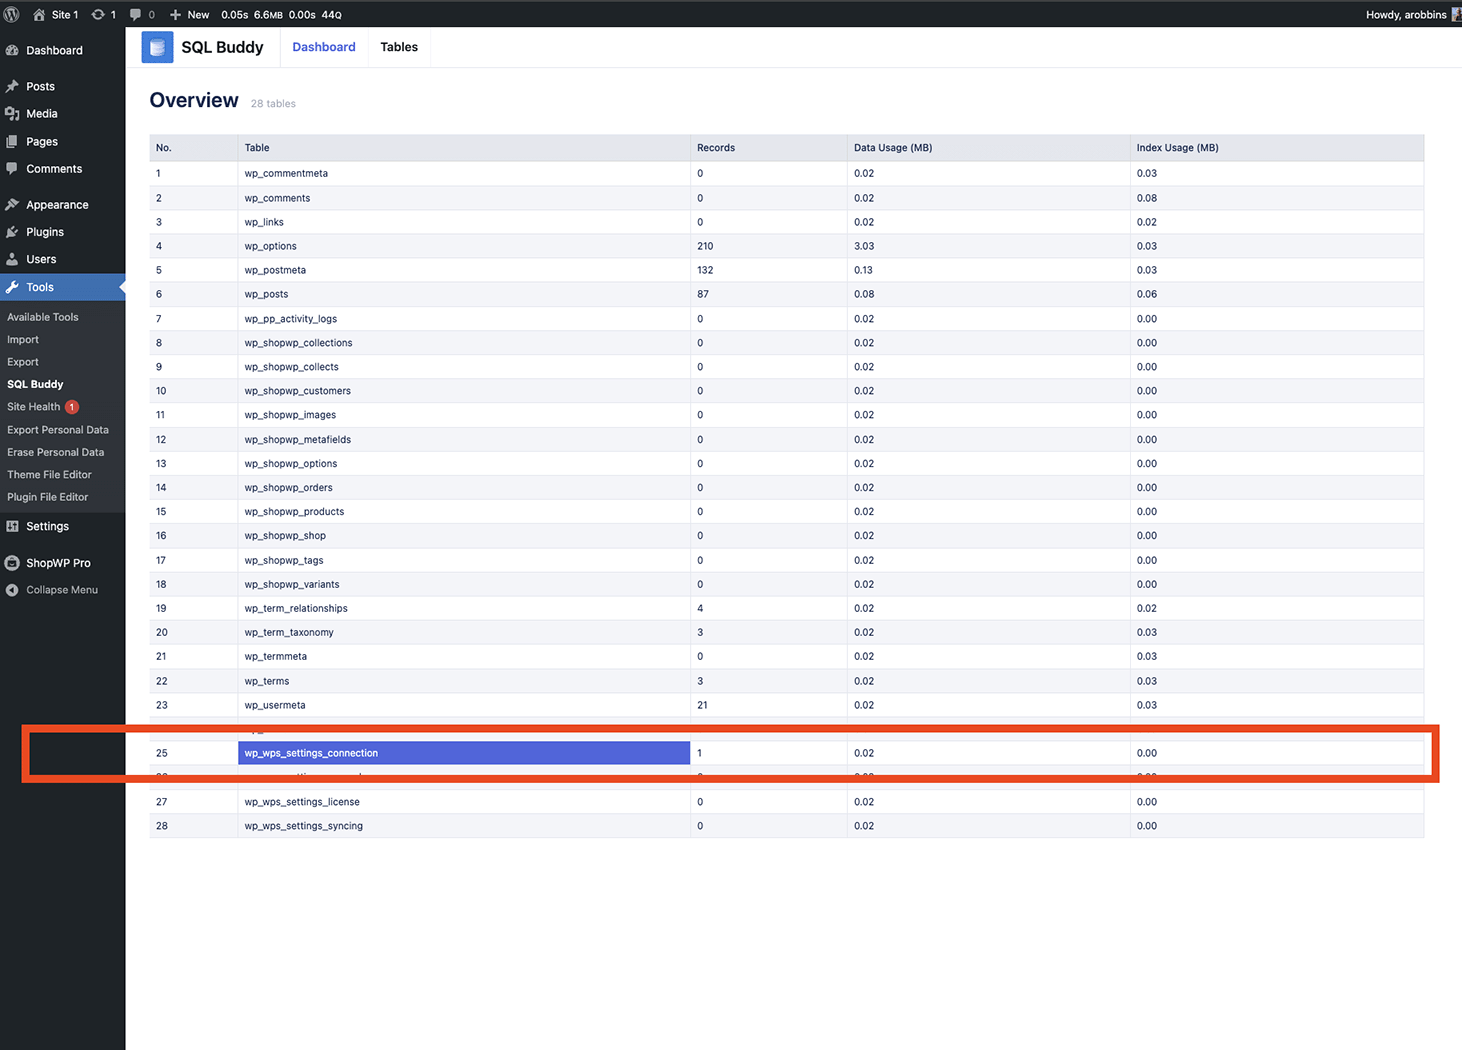 Site 1 1 0 New 0.05s 6.6MB 0.00s 44Q Howdy, arobbins
Dashboard
Posts
Media
Pages
Comments
Appearance
Plugins
Users
Tools
Available Tools
Import
Export
SQL Buddy
Site Health 1
Export Personal Data
Erase Personal Data
Theme File Editor
Plugin File Editor
Settings
ShopWP Pro
Collapse Menu
SQL Buddy Dashboard Tables
Overview 28 tables
No. Table Records Data Usage (MB) Index Usage (MB)
1 wp_commentmeta 0 0.02 0.03
2 wp_comments 0 0.02 0.08
3 wp_links 0 0.02 0.02
4 wp_options 210 3.03 0.03
5 wp_postmeta 132 0.13 0.03
6 wp_posts 87 0.08 0.06
7 wp_pp_activity_logs 0 0.02 0.00
8 wp_shopwp_collections 0 0.02 0.00
9 wp_shopwp_collects 0 0.02 0.00
10 wp_shopwp_customers 0 0.02 0.00
11 wp_shopwp_images 0 0.02 0.00
12 wp_shopwp_metafields 0 0.02 0.00
13 wp_shopwp_options 0 0.02 0.00
14 wp_shopwp_orders 0 0.02 0.00
15 wp_shopwp_products 0 0.02 0.00
16 wp_shopwp_shop 0 0.02 0.00
17 wp_shopwp_tags 0 0.02 0.00
18 wp_shopwp_variants 0 0.02 0.00
19 wp_term_relationships 4 0.02 0.02
20 wp_term_taxonomy 3 0.02 0.03
21 wp_termmeta 0 0.02 0.03
22 wp_terms 3 0.02 0.03
23 wp_usermeta 21 0.02 0.03
25 wp_wps_settings_connection 1 0.02 0.00
27 wp_wps_settings_license 0 0.02 0.00
28 wp_wps_settings_syncing 0 0.02 0.00